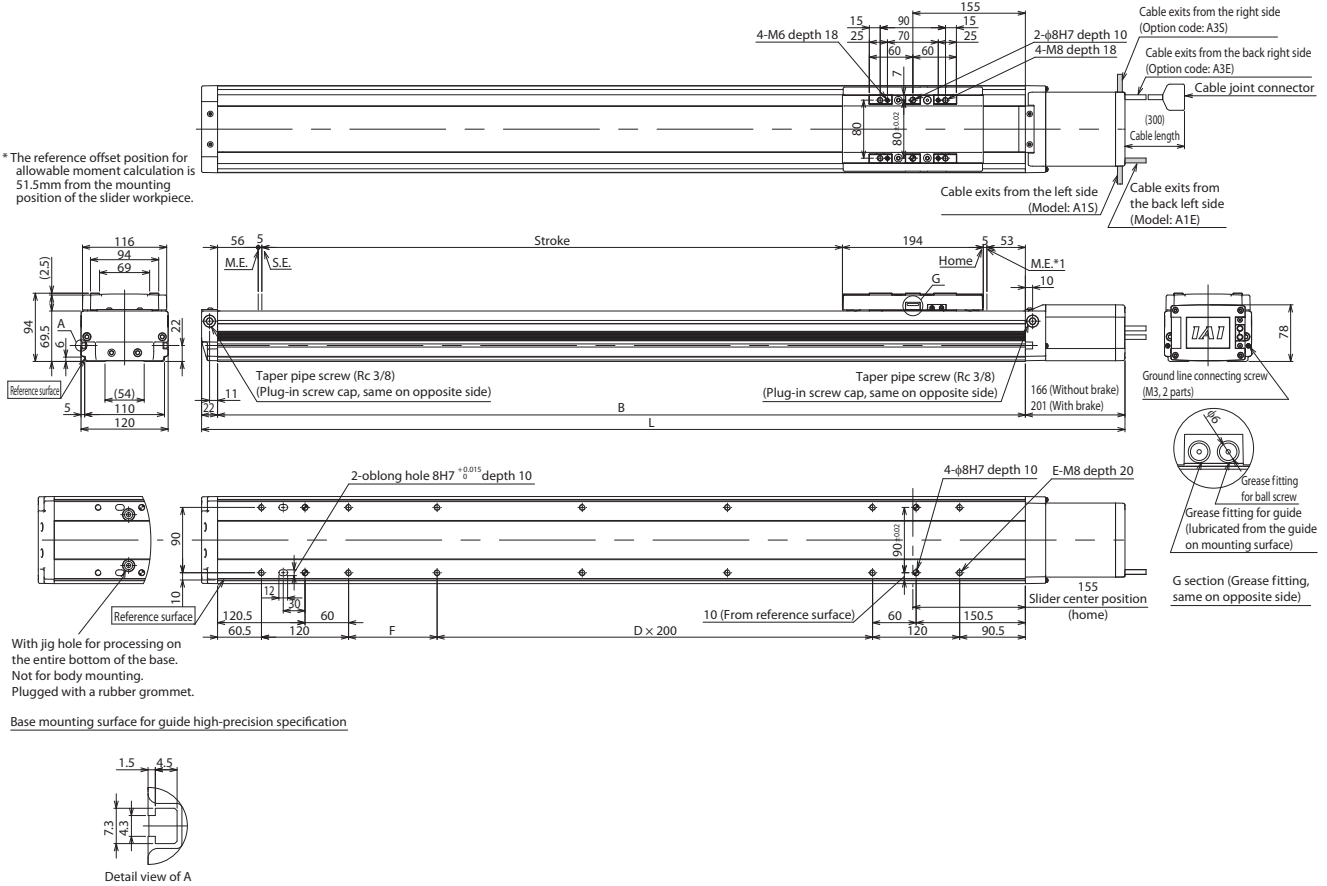 155
15
90
15
25
70
25
60
60
4-M6 depth 18
2-φ8H7 depth 10
4-M8 depth 18
7
80
80±0.02
Cable exits from the right side
(Option code: A3S)
Cable exits from the back right side
(Option code: A3E)
Cable joint connector
(300)
Cable length
Cable exits from the left side
(Model: A1S)
Cable exits from
the back left side
(Model: A1E)
* The reference offset position for
allowable moment calculation is
51.5mm from the mounting
position of the slider workpiece.
116
94
69
(2.5)
94
69.5
6
A
22
Reference surface
(54)
5
110
120
56
5
Stroke
194
5
53
M.E.
S.E.
Home
M.E.*1
G
10
Taper pipe screw (Rc 3/8)
(Plug-in screw cap, same on opposite side)
Taper pipe screw (Rc 3/8)
(Plug-in screw cap, same on opposite side)
11
22
B
166 (Without brake)
201 (With brake)
L
IAI
78
Ground line connecting screw
(M3, 2 parts)
φ6
Grease fitting
for ball screw
Grease fitting for guide
(lubricated from the guide
on mounting surface)
G section (Grease fitting,
same on opposite side)
2-oblong hole 8H7 +0.015 0 depth 10
4-φ8H7 depth 10
E-M8 depth 20
90
90±0.02
10
12
30
Reference surface
10 (From reference surface)
155
Slider center position
(home)
120.5
60
60
150.5
60.5
120
F
D × 200
120
90.5
With jig hole for processing on
the entire bottom of the base.
Not for body mounting.
Plugged with a rubber grommet.
Base mounting surface for guide high-precision specification
1.5
4.5
7.3
4.3
Detail view of A